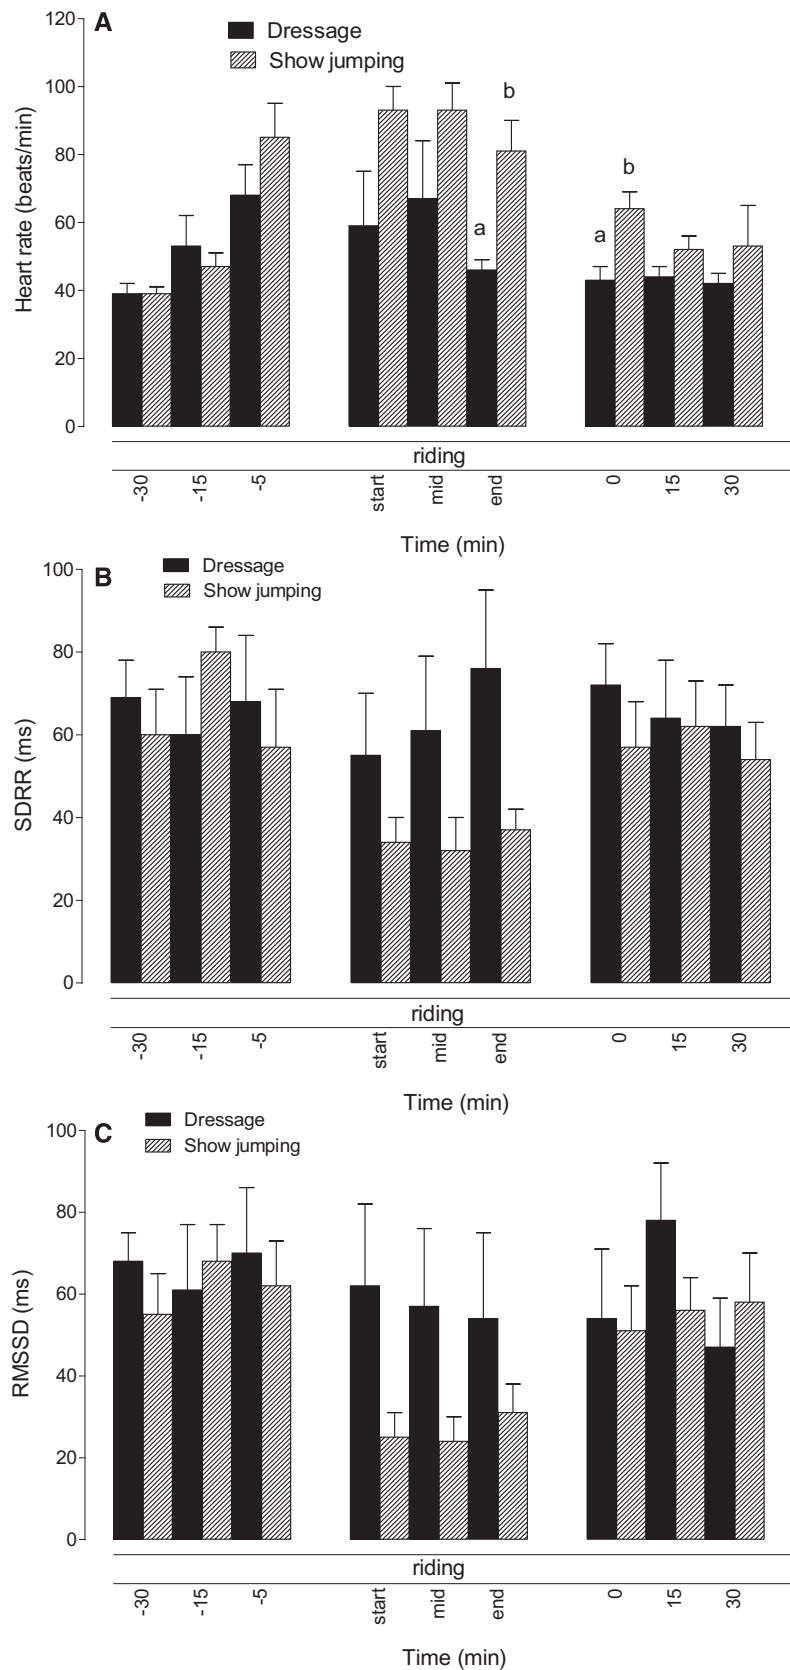 A
Dressage
Show jumping
Heart rate (beats/min)
120
100
80
60
40
20
0
a
b
a
b
riding
-30 -15 -5 start mid end 0 15 30
Time (min)
B
Dressage
Show jumping
SDRR (ms)
100
80
60
40
20
0
riding
-30 -15 -5 start mid end 0 15 30
Time (min)
C
Dressage
Show jumping
RMSSD (ms)
100
80
60
40
20
0
riding
-30 -15 -5 start mid end 0 15 30
Time (min)